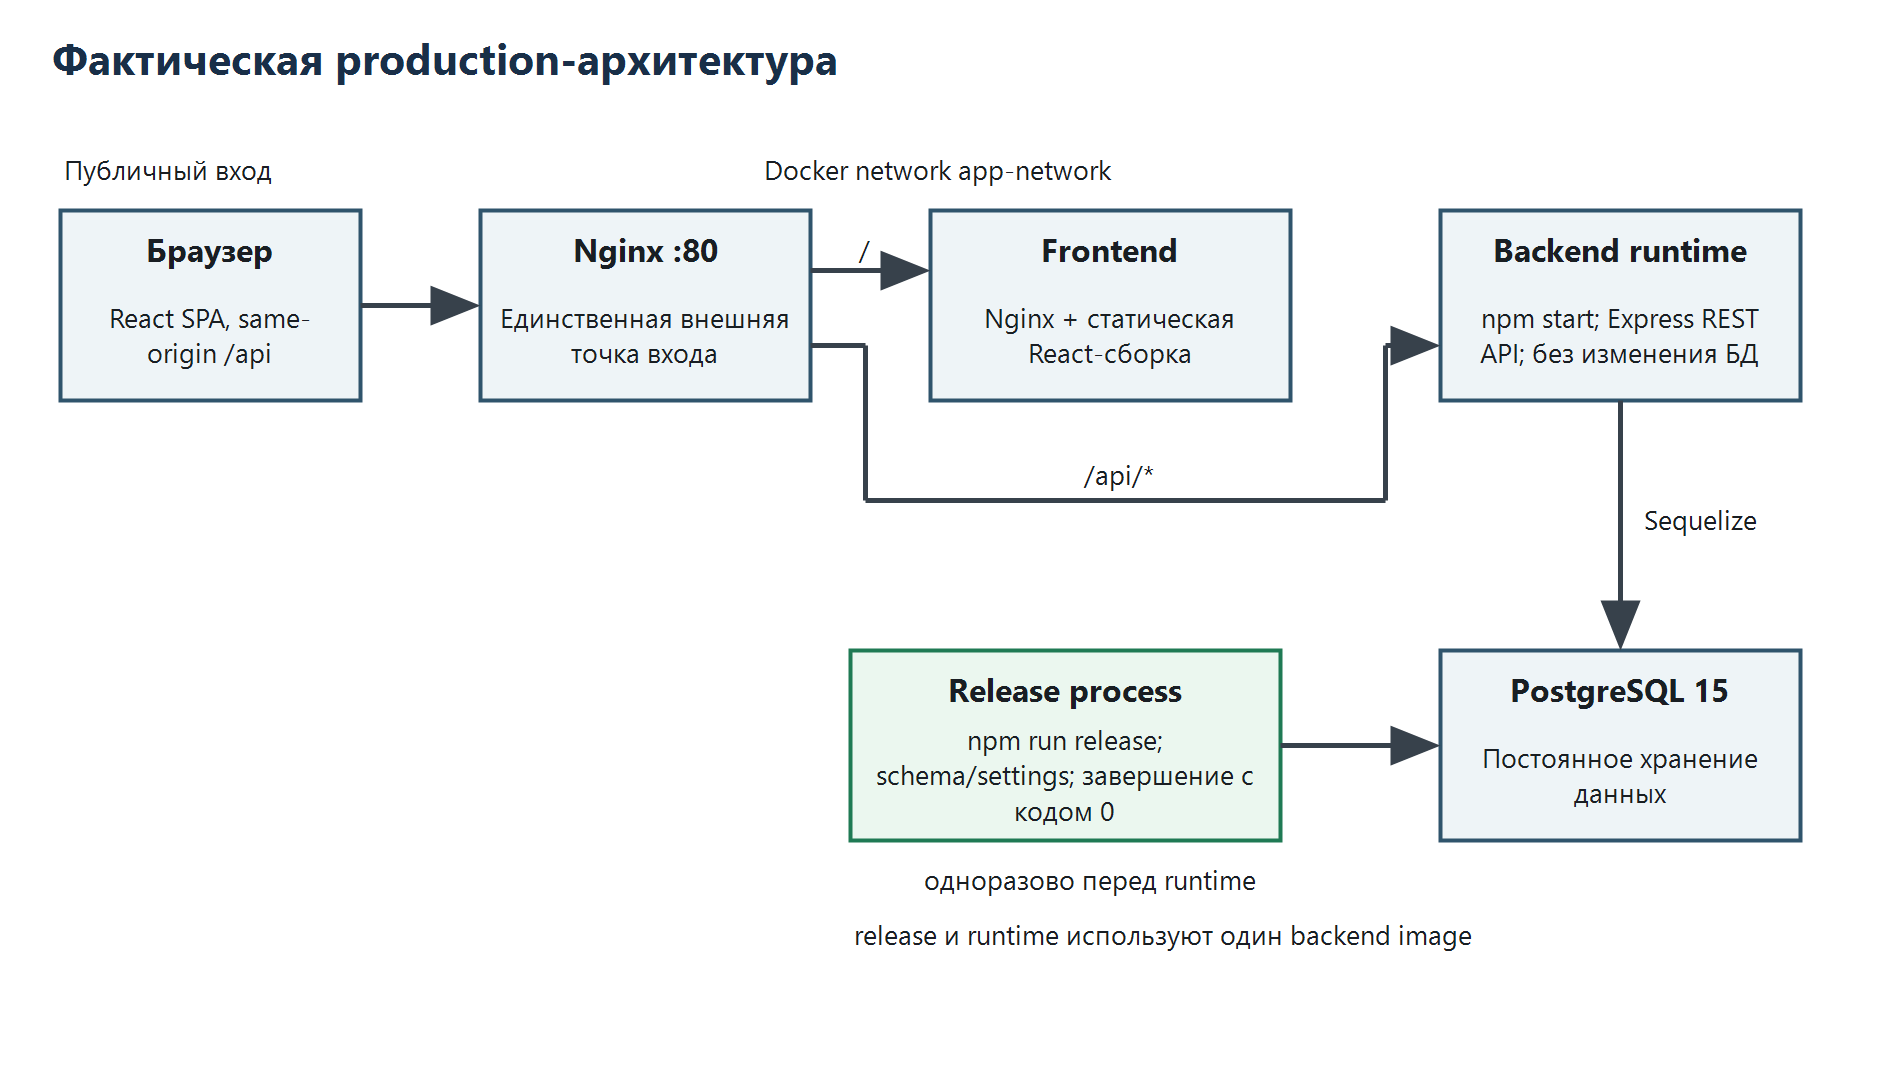 Фактическая production-архитектура
Публичный вход
Docker network app-network
Браузер
React SPA, same-
origin /api
Nginx :80
Единственная внешняя
точка входа
/
Frontend
Nginx + статическая
React-сборка
Backend runtime
npm start; Express REST
API; без изменения БД
/api/*
Sequelize
Release process
npm run release;
schema/settings; завершение с
кодом 0
PostgreSQL 15
Постоянное хранение
данных
одноразово перед runtime
release и runtime используют один backend image